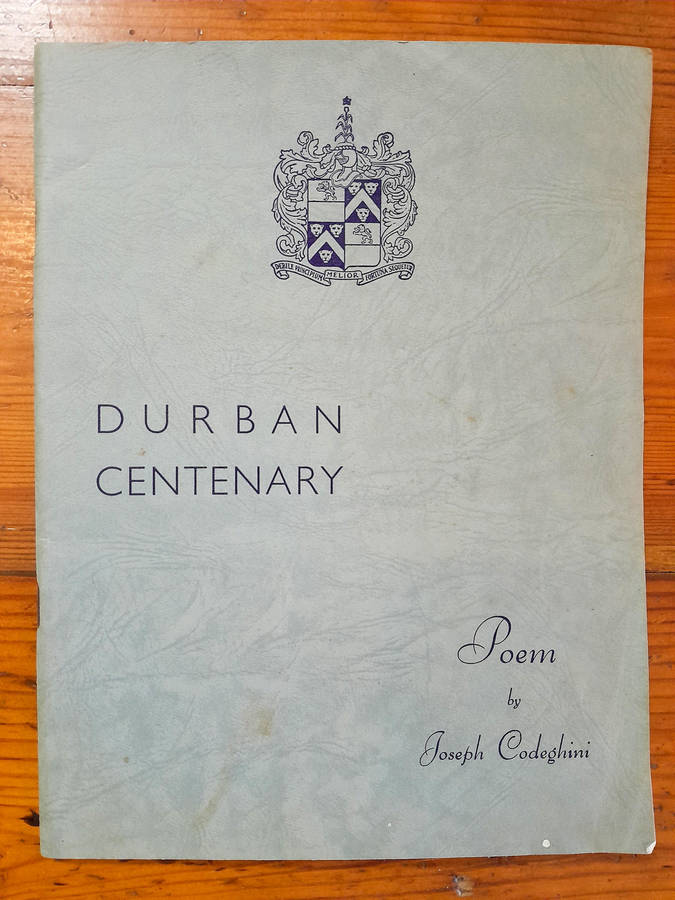 DEBILE PRINCIPIUM MELIOR FORTUNA SEQUETUR
DURBAN
CENTENARY
Poem
by
Joseph Codeghini